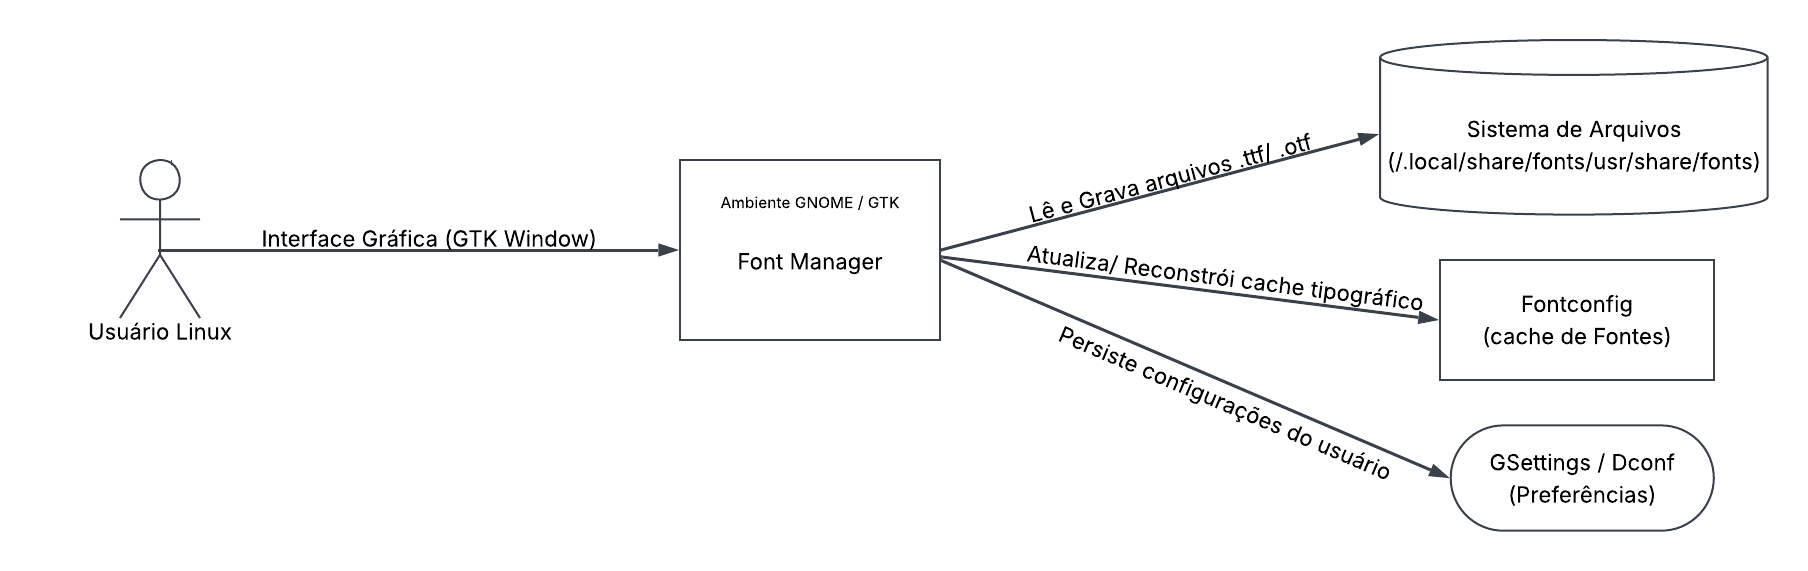 Usuário Linux
Interface Gráfica (GTK Window)
Ambiente GNOME / GTK
Font Manager
Lê e Grava arquivos .ttf/ .otf
Atualiza/ Reconstrói cache tipográfico
Persiste configurações do usuário
Sistema de Arquivos
(/.local/share/fonts/usr/share/fonts)
Fontconfig
(cache de Fontes)
GSettings / Dconf
(Preferências)